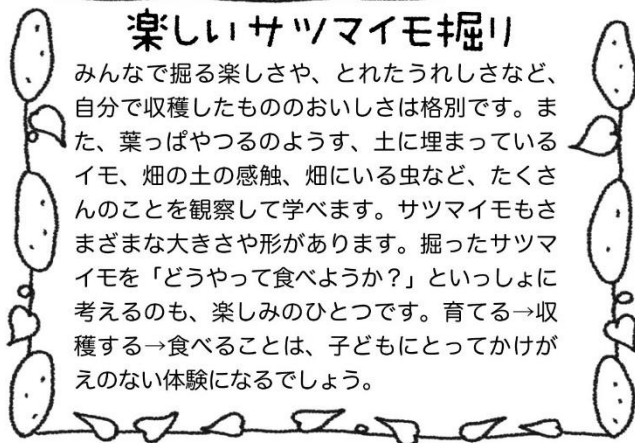 楽しいサツマイモ掘り
みんなで掘る楽しさや、とれたうれしさなど、
自分で収穫したもののおいしさは格別です。ま
た、葉っぱやつるのようす、土に埋まっている
イモ、畑の土の感触、畑にいる虫など、たくさ
んのことを観察して学べます。サツマイモもさ
まざまな大きさや形があります。掘ったサツマ
イモを「どうやって食べようか？」といっしょに
考えるのも、楽しみのひとつです。育てる→収
穫する→食べることは、子どもにとってかけが
えのない体験になるでしょう。